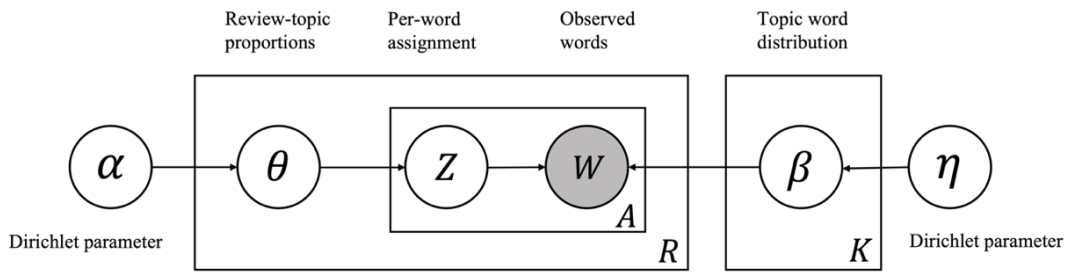 Review-topic
proportions
Per-word
assignment
Observed
words
Topic word
distribution
α
θ
Z
W
β
η
A
R
K
Dirichlet parameter
Dirichlet parameter